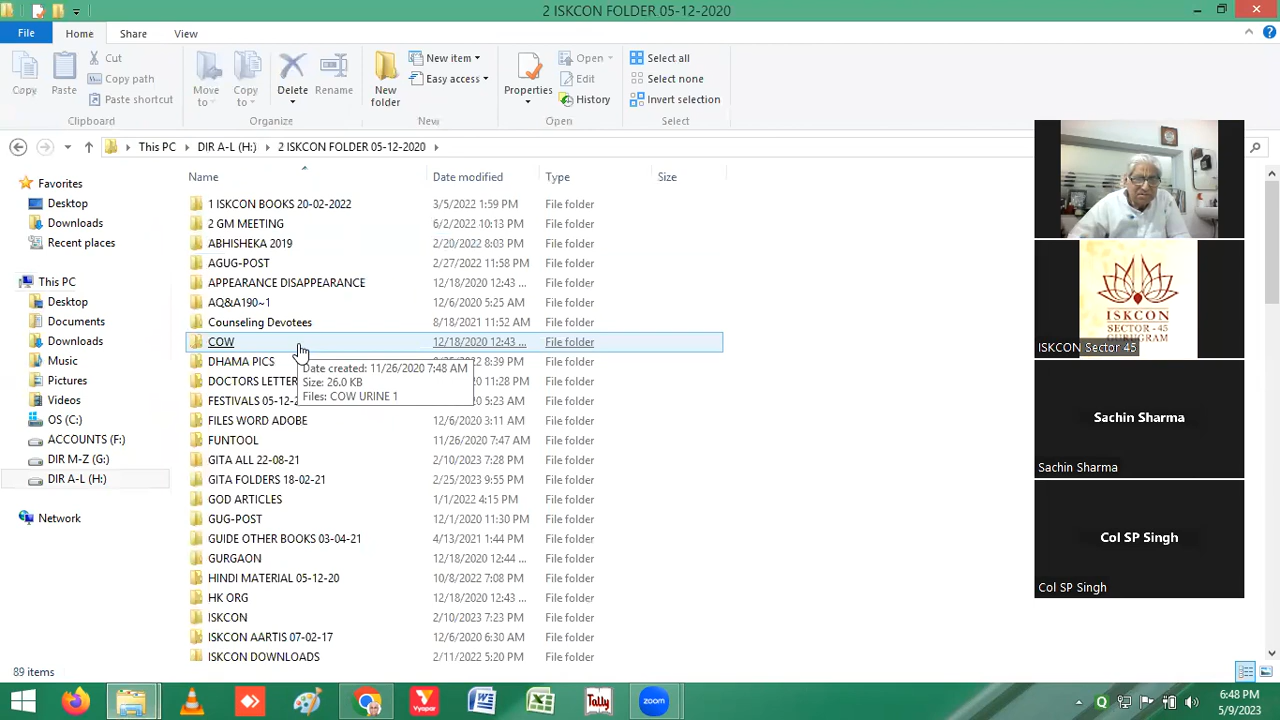 2 ISKCON FOLDER 05-12-2020
File Home Share View
Copy Paste Cut Copy path Paste shortcut
Move to Copy to Delete Rename
New folder New item Easy access
Properties Open Edit History
Select all Select none Invert selection
Clipboard Organize New Open Select
This PC DIR A-L (H:) 2 ISKCON FOLDER 05-12-2020
Name Date modified Type Size
Favorites
Desktop
Downloads
Recent places
This PC
Desktop
Documents
Downloads
Music
Pictures
Videos
OS (C:)
ACCOUNTS (F:)
DIR M-Z (G:)
DIR A-L (H:)
Network
1 ISKCON BOOKS 20-02-2022 3/5/2022 1:59 PM File folder
2 GM MEETING 6/2/2022 10:13 PM File folder
ABHISHEKA 2019 2/20/2022 8:03 PM File folder
AGUG-POST 2/27/2022 11:58 PM File folder
APPEARANCE DISAPPEARANCE 12/18/2020 12:43 ... File folder
AQ&A190~1 12/6/2020 5:25 AM File folder
Counseling Devotees 8/18/2021 11:52 AM File folder
COW 12/18/2020 12:43 ... File folder
DHAMA PICS 8:39 PM File folder
DOCTORS LETTER 11:28 PM File folder
FESTIVALS 05-12-2 5:23 AM File folder
FILES WORD ADOBE 12/6/2020 3:11 AM File folder
FUNTOOL 11/26/2020 7:47 AM File folder
GITA ALL 22-08-21 2/10/2023 7:28 PM File folder
GITA FOLDERS 18-02-21 2/25/2023 9:55 PM File folder
GOD ARTICLES 1/1/2022 4:15 PM File folder
GUG-POST 12/1/2020 11:30 PM File folder
GUIDE OTHER BOOKS 03-04-21 4/13/2021 1:44 PM File folder
GURGAON 12/18/2020 12:44 ... File folder
HINDI MATERIAL 05-12-20 10/8/2022 7:08 PM File folder
HK ORG 12/18/2020 12:43 ... File folder
ISKCON 2/10/2023 7:23 PM File folder
ISKCON AARTIS 07-02-17 12/6/2020 6:30 AM File folder
ISKCON DOWNLOADS 2/11/2022 5:20 PM File folder
Date created: 11/26/2020 7:48 AM
Size: 26.0 KB
Files: COW URINE 1
ISKCON
SECTOR-45
GURUGRAM
ISKCON Sector 45
Sachin Sharma
Sachin Sharma
Col SP Singh
Col SP Singh
89 items
Vyapar
Tally
zoom
6:48 PM
5/9/2023